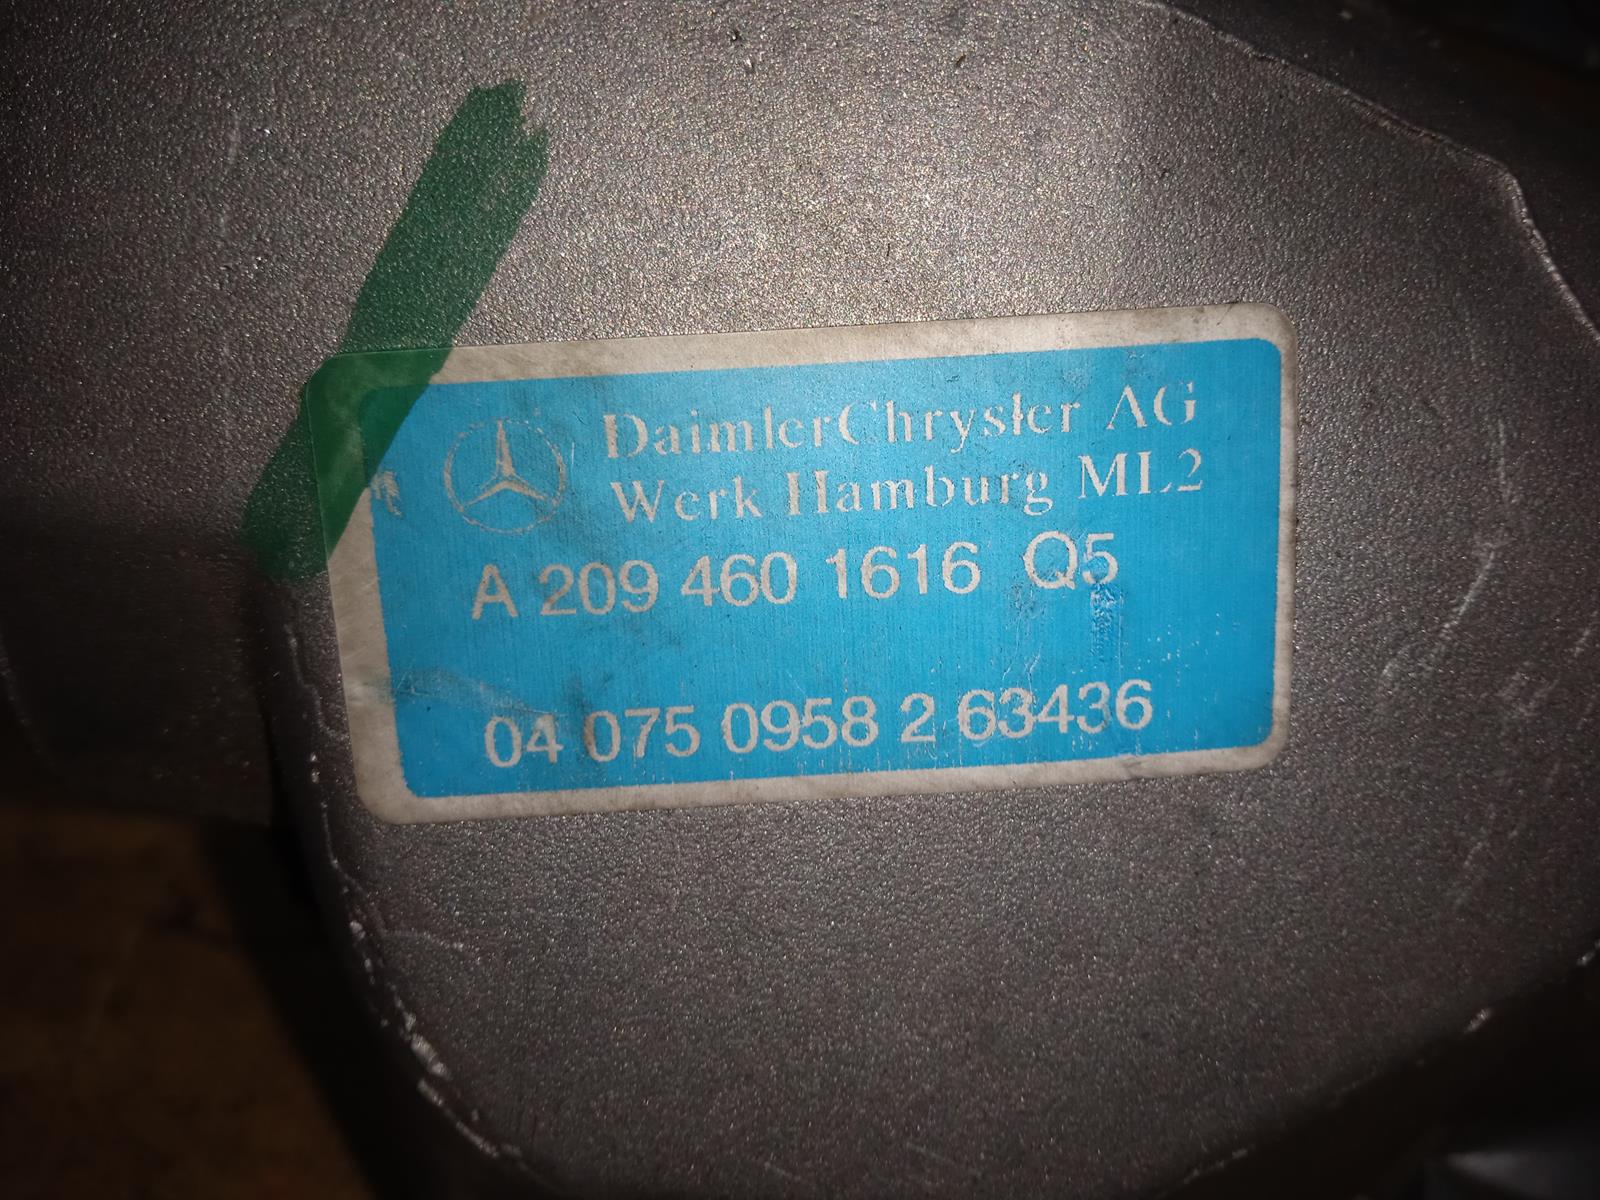 DaimlerChrysler AG
Werk Hamburg ML2
A 209 460 1616 Q5
04 075 0958 2 63436